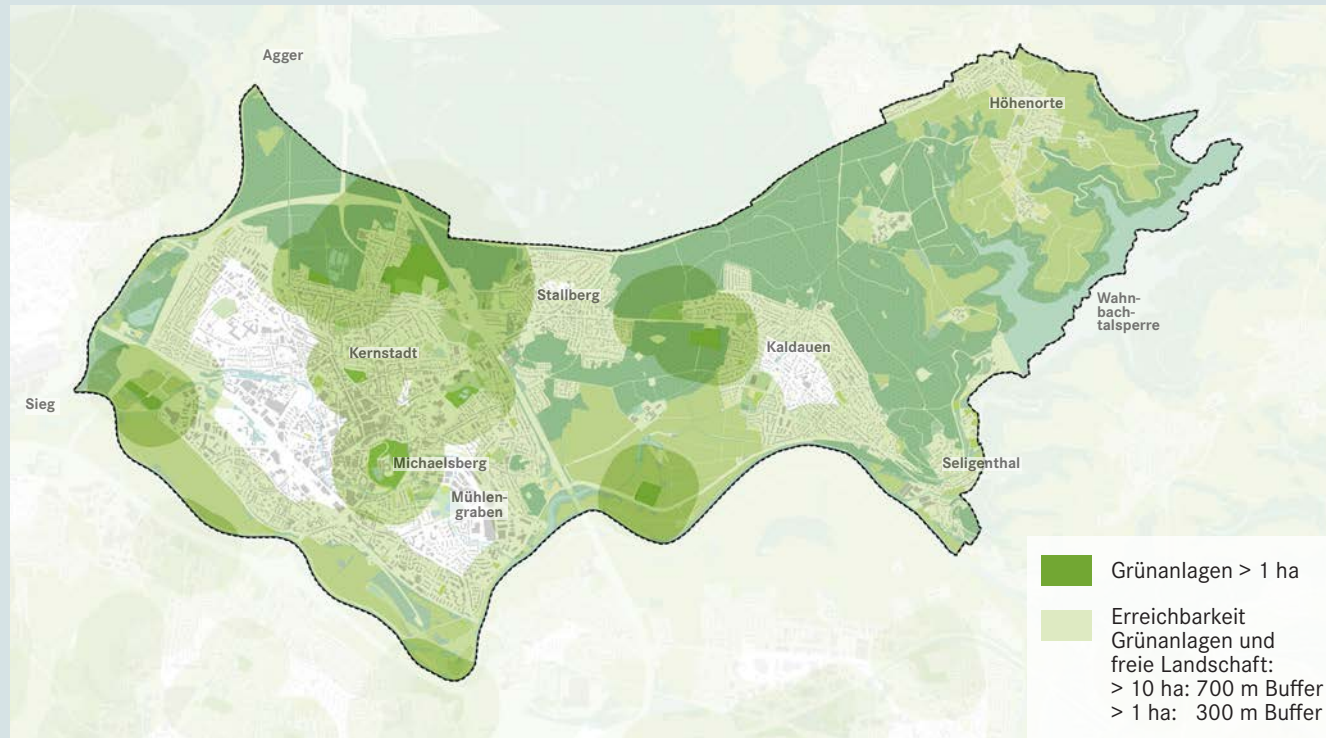 Agger
Höhenorte
Stallberg
Wahn-
bach-
talsperre
Kernstadt
Kaldauen
Sieg
Michaelsberg
Seligenthal
Mühlen-
graben
Grünanlagen > 1 ha
Erreichbarkeit
Grünanlagen und
freie Landschaft:
> 10 ha: 700 m Buffer
> 1 ha: 300 m Buffer